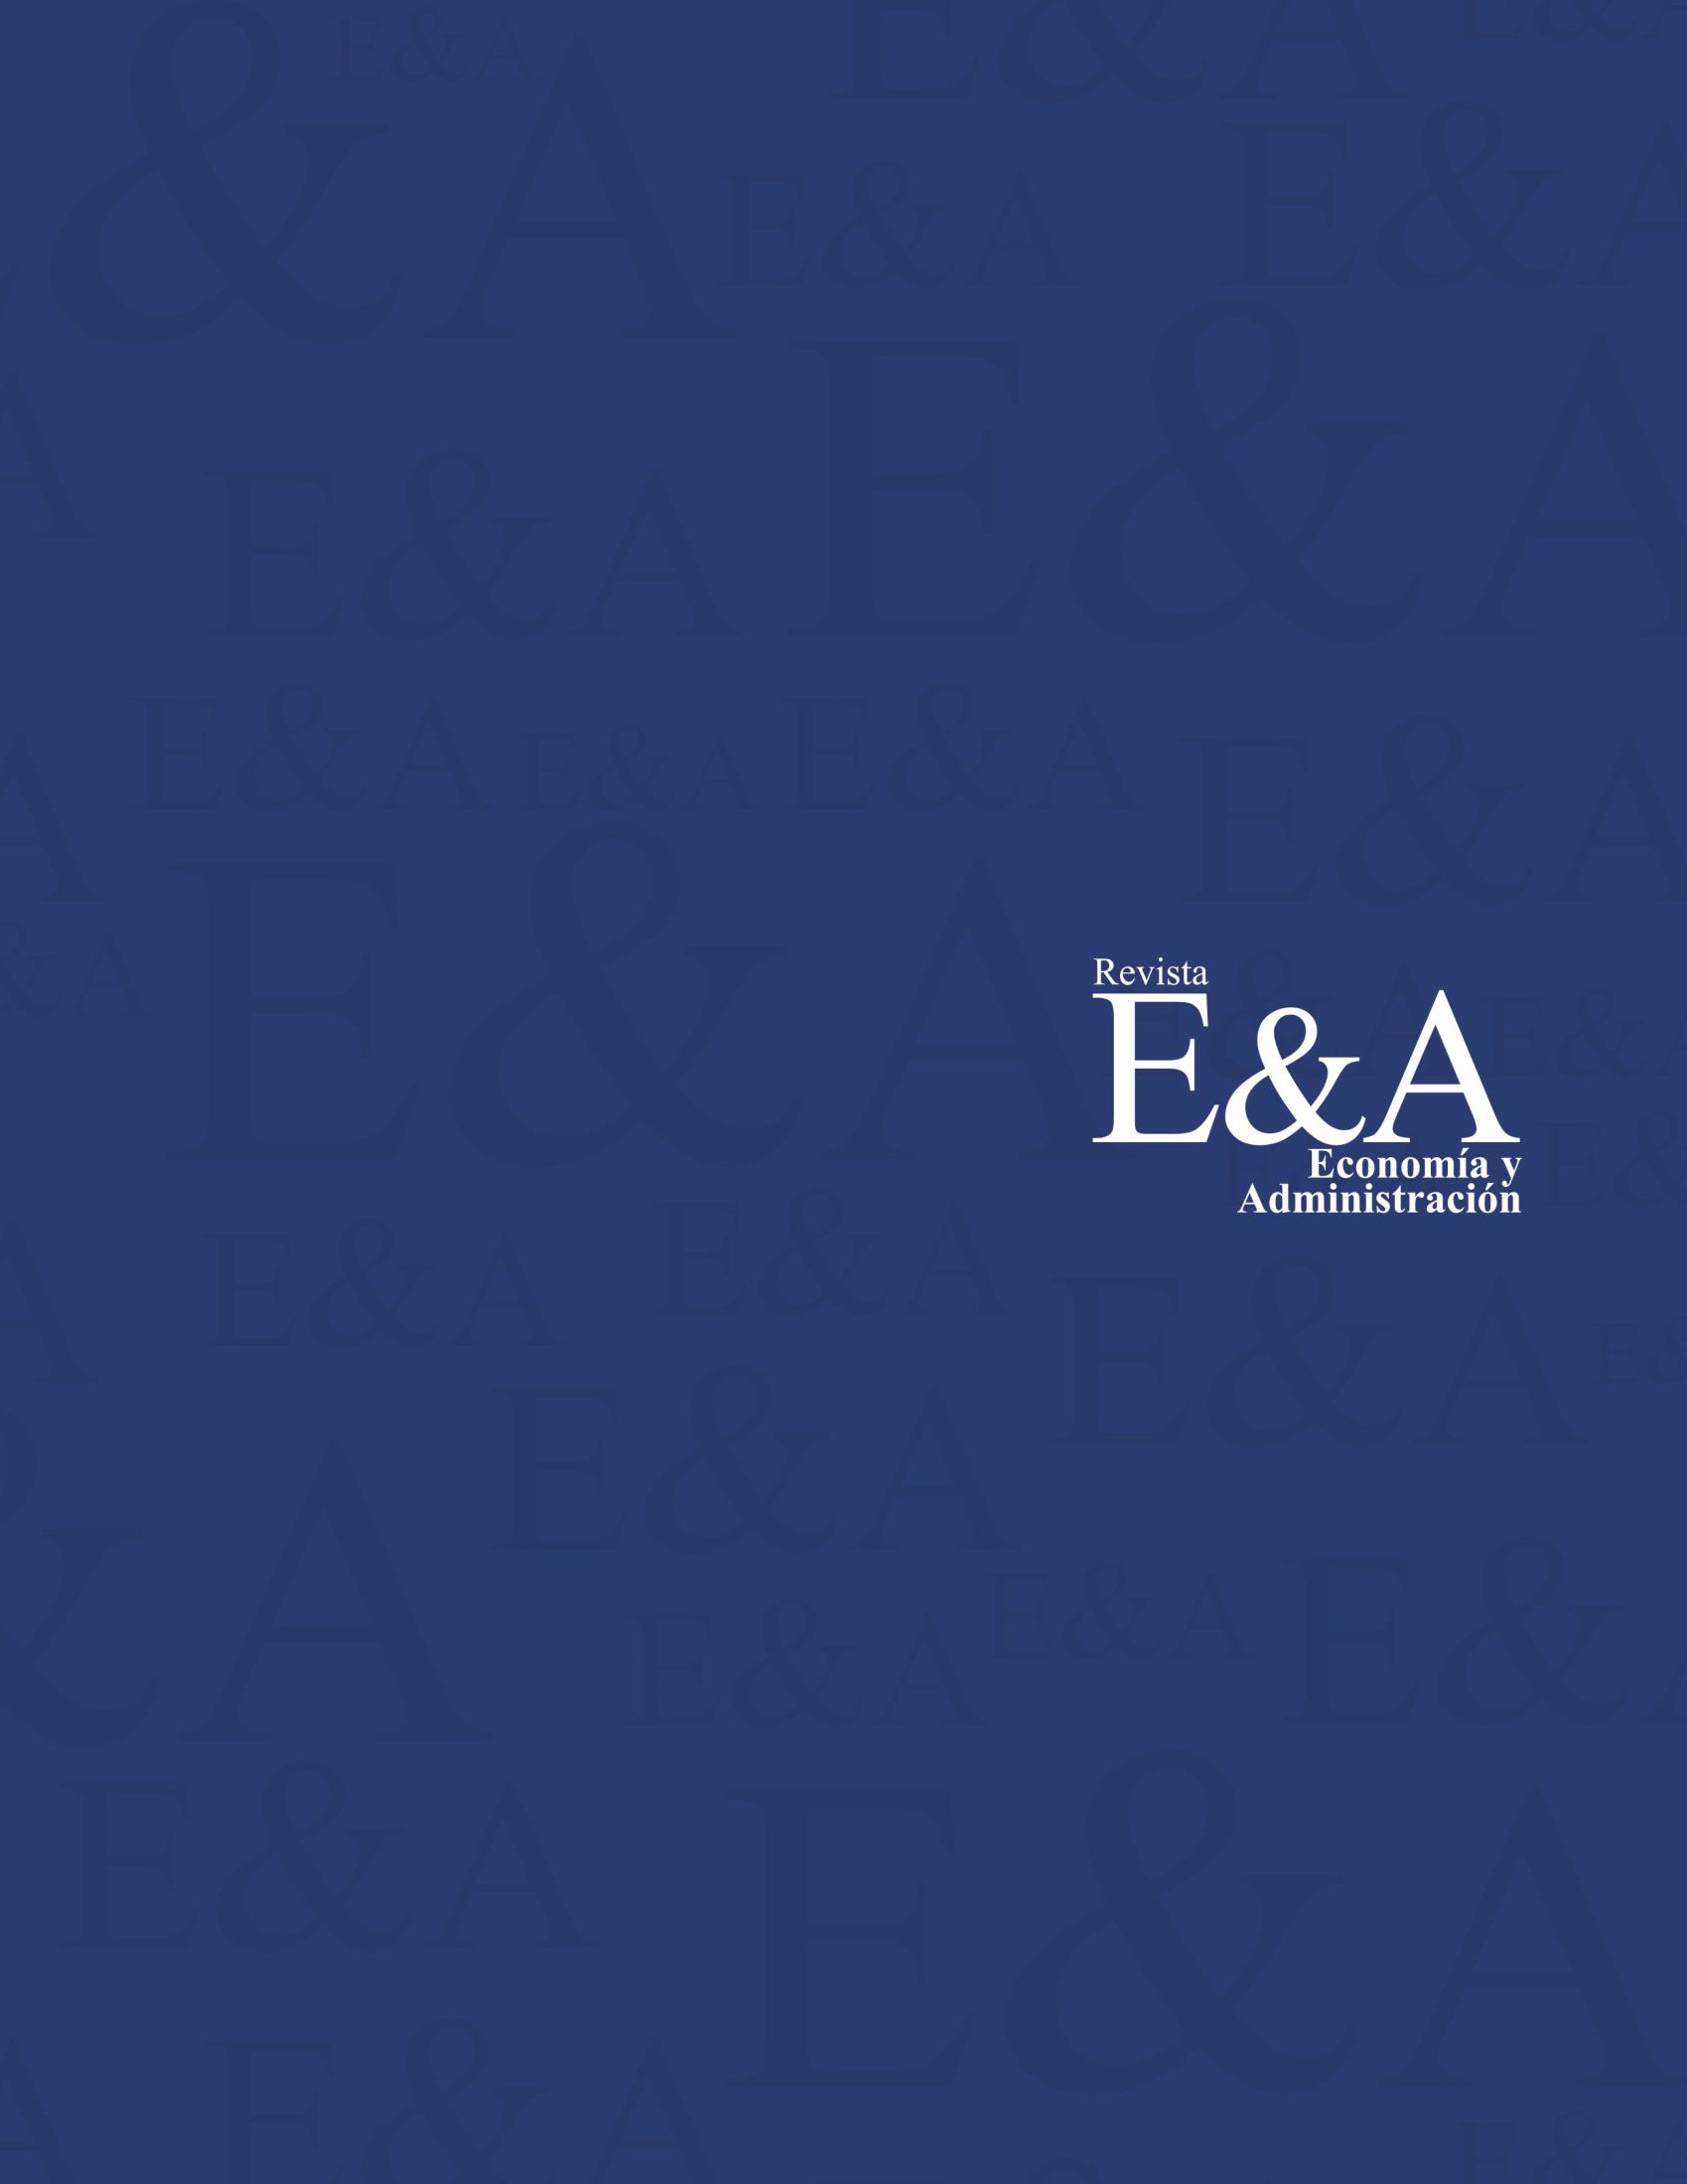 Revista
E&A
Economía y
Administración